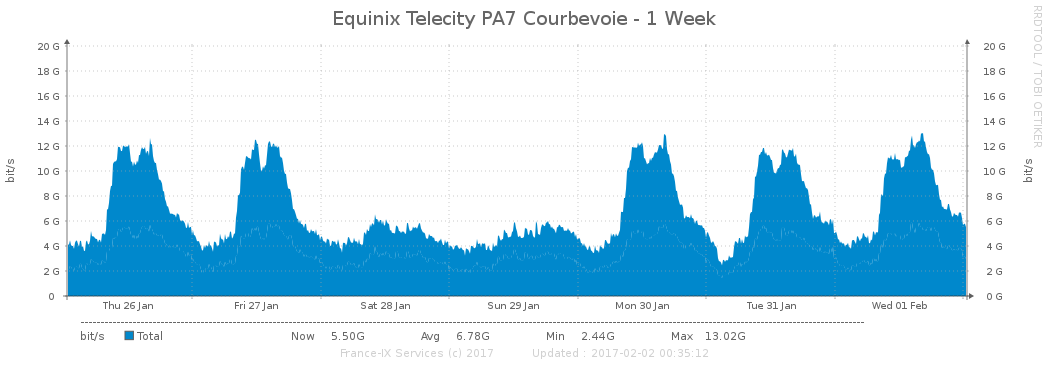 Equinix Telecity PA7 Courbevoie - 1 Week
RRDTOOL / TOBI OETIKER
bit/s
20 G 20 G
18 G 18 G
16 G 16 G
14 G 14 G
12 G 12 G
10 G 10 G
8 G 8 G
6 G 6 G
4 G 4 G
2 G 2 G
0 0 G
bit/s
Thu 26 Jan Fri 27 Jan Sat 28 Jan Sun 29 Jan Mon 30 Jan Tue 31 Jan Wed 01 Feb
bit/s Total Now 5.50G Avg 6.78G Min 2.44G Max 13.02G
France-IX Services (c) 2017 Updated : 2017-02-02 00:35:12